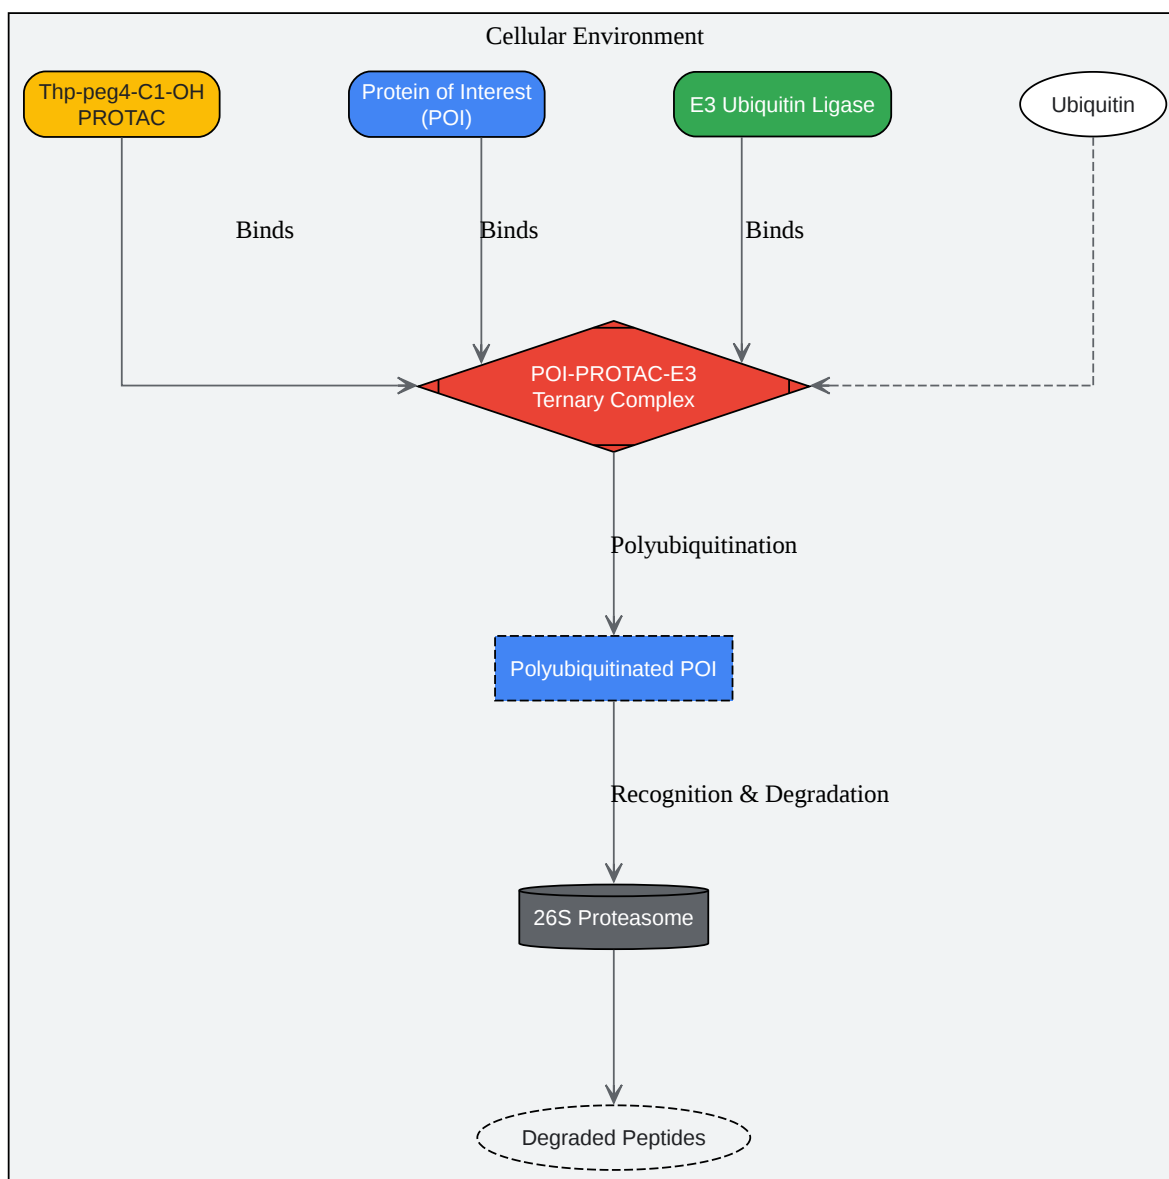 Cellular Environment
Thp-peg4-C1-OH
PROTAC
Protein of Interest
(POI)
E3 Ubiquitin Ligase
Ubiquitin
Binds
Binds
Binds
POI-PROTAC-E3
Ternary Complex
Polyubiquitination
Polyubiquitinated POI
Recognition & Degradation
26S Proteasome
Degraded Peptides